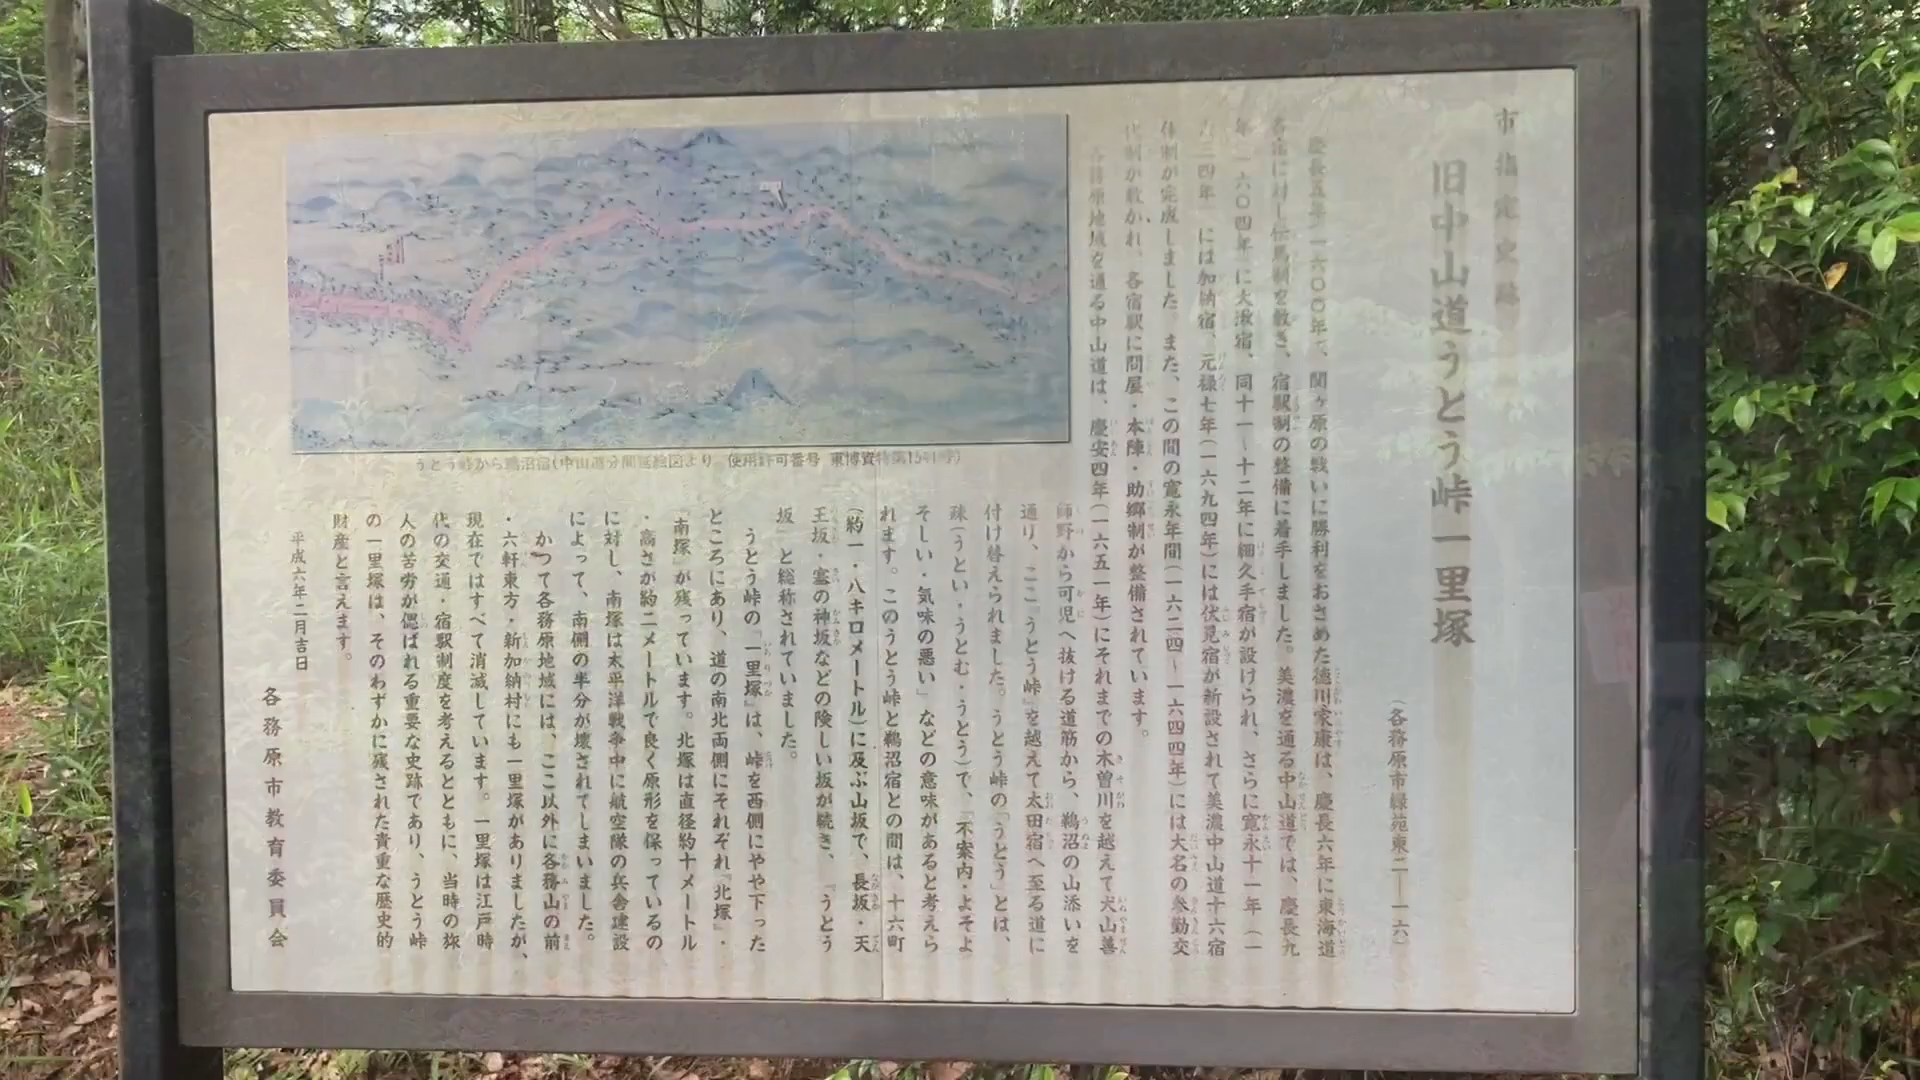 市指定史跡
旧中山道うとう峠一里塚
(各務原市緑苑東二―一六)
慶長五年(一六〇〇年)、関ヶ原の戦いに勝利をおさめた徳川家康は、慶長六年に東海道
各宿に対し伝馬制を敷き、宿駅制の整備に着手しました。美濃を通る中山道では、慶長九
年(一六〇四年)に大湫宿、同十一~十二年に細久手宿が設けられ、さらに寛永十一年(一
六三四年)には加納宿、元禄七年(一六九四年)には伏見宿が新設されて美濃中山道十六宿
体制が完成しました。また、この間の寛永年間(一六二四~一六四四年)には大名の参勤交
代制が敷かれ、各宿駅に問屋・本陣・助郷制が整備されています。
各務原地域を通る中山道は、慶安四年(一六五一年)にそれまでの木曽川を越えて犬山善
師野から可児へ抜ける道筋から、鵜沼の山添いを
通り、ここ『うとう峠』を越えて太田宿へ至る道に
付け替えられました。うとう峠の「うとう」とは、
疎(うとい・うとむ・うとう)で、「不案内・よそよ
そしい・気味の悪い」などの意味があると考えら
れます。このうとう峠と鵜沼宿との間は、十六町
(約一・八キロメートル)に及ぶ山坂で、長坂・天
王坂・塞の神坂などの険しい坂が続き、『うとう
坂』と総称されていました。
うとう峠の「一里塚」は、峠を西側にやや下った
ところにあり、道の南北両側にそれぞれ『北塚』・
『南塚』が残っています。北塚は直径約十メートル
・高さが約二メートルで良く原形を保っているの
に対し、南塚は太平洋戦争中に航空隊の兵舎建設
によって、南側の半分が壊されてしまいました。
かつて各務原地域には、ここ以外に各務山の前
・六軒東方・新加納村にも一里塚がありましたが、
現在ではすべて消滅しています。一里塚は江戸時
代の交通・宿駅制度を考えるとともに、当時の旅
人の苦労が偲ばれる重要な史跡であり、うとう峠
の一里塚は、そのわずかに残された貴重な歴史的
財産と言えます。
平成六年二月吉日
各務原市教育委員会
うとう峠から鵜沼宿(中山道分間延絵図より 使用許可番号 東博資特第1541号)